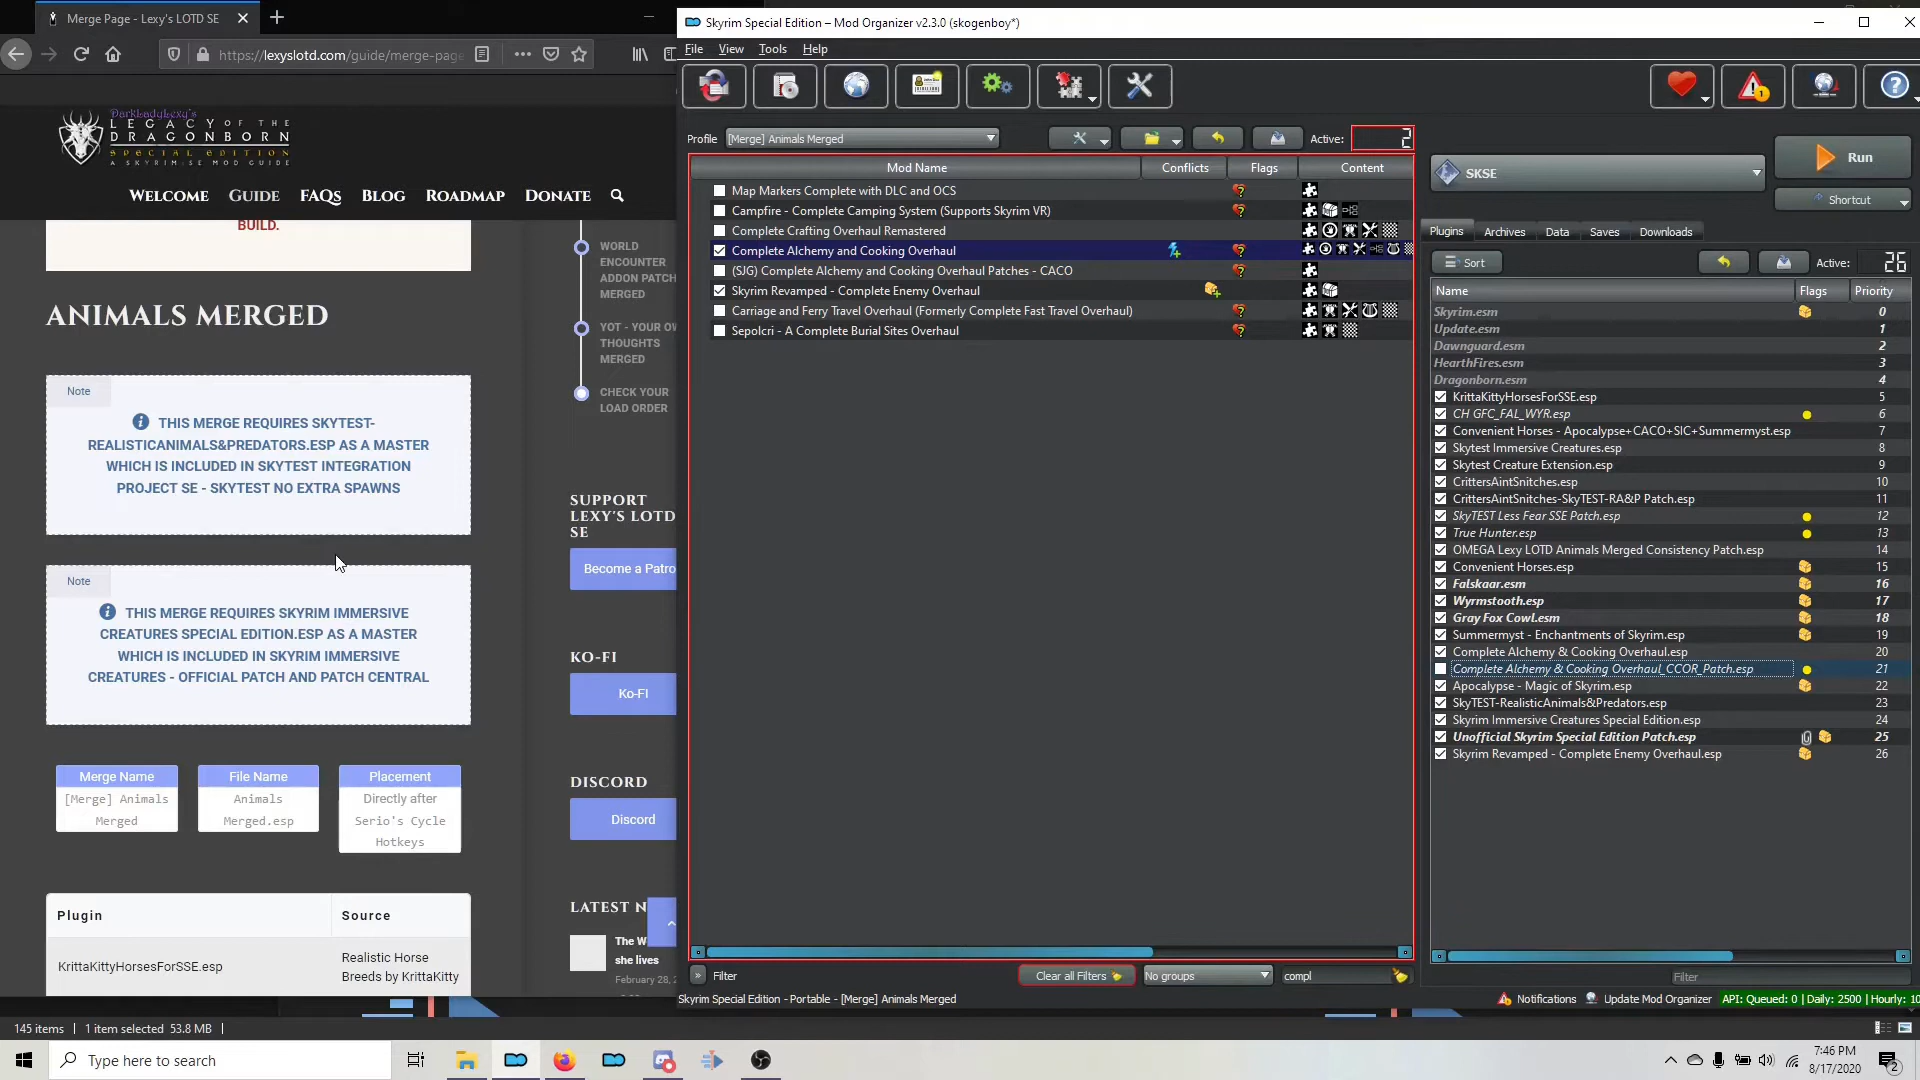 Merge Page - Lexy's LOTD SE
https://lexyslotd.com/guide/merge-page
DarkLadyLexy's
LEGACY OF THE
DRAGONBORN
SPECIAL EDITION
A SKYRIM:SE MOD GUIDE
WELCOME GUIDE FAQS BLOG ROADMAP DONATE
BUILD.
ANIMALS MERGED
Note
THIS MERGE REQUIRES SKYTEST-
REALISTICANIMALS&PREDATORS.ESP AS A MASTER
WHICH IS INCLUDED IN SKYTEST INTEGRATION
PROJECT SE - SKYTEST NO EXTRA SPAWNS
Note
THIS MERGE REQUIRES SKYRIM IMMERSIVE
CREATURES SPECIAL EDITION.ESP AS A MASTER
WHICH IS INCLUDED IN SKYRIM IMMERSIVE
CREATURES - OFFICIAL PATCH AND PATCH CENTRAL
Merge Name
[Merge] Animals
Merged
File Name
Animals
Merged.esp
Placement
Directly after
Serio's Cycle
Hotkeys
Plugin Source
KrittaKittyHorsesForSSE.esp
Realistic Horse
Breeds by KrittaKitty
WORLD
ENCOUNTER
ADDON PATCH
MERGED
YOT - YOUR OW
THOUGHTS
MERGED
CHECK YOUR
LOAD ORDER
SUPPORT
LEXY'S LOTD
SE
Become a Patro
KO-FI
Ko-FI
DISCORD
Discord
LATEST N
The W
she lives
February 28, 2
Skyrim Special Edition – Mod Organizer v2.3.0 (skogenboy*)
File View Tools Help
Profile [Merge] Animals Merged Active: 2
Mod Name Conflicts Flags Content
Map Markers Complete with DLC and OCS
Campfire - Complete Camping System (Supports Skyrim VR)
Complete Crafting Overhaul Remastered
Complete Alchemy and Cooking Overhaul
(SJG) Complete Alchemy and Cooking Overhaul Patches - CACO
Skyrim Revamped - Complete Enemy Overhaul
Carriage and Ferry Travel Overhaul (Formerly Complete Fast Travel Overhaul)
Sepolcri - A Complete Burial Sites Overhaul
» Filter Clear all Filters No groups compl
Skyrim Special Edition - Portable - [Merge] Animals Merged
SKSE
Run
Shortcut
Plugins Archives Data Saves Downloads
Sort Active: 26
Name Flags Priority
Skyrim.esm 0
Update.esm 1
Dawnguard.esm 2
HearthFires.esm 3
Dragonborn.esm 4
KrittaKittyHorsesForSSE.esp 5
CH GFC_FAL_WYR.esp 6
Convenient Horses - Apocalypse+CACO+SIC+Summermyst.esp 7
Skytest Immersive Creatures.esp 8
Skytest Creature Extension.esp 9
CrittersAintSnitches.esp 10
CrittersAintSnitches-SkyTEST-RA&P Patch.esp 11
SkyTEST Less Fear SSE Patch.esp 12
True Hunter.esp 13
OMEGA Lexy LOTD Animals Merged Consistency Patch.esp 14
Convenient Horses.esp 15
Falskaar.esm 16
Wyrmstooth.esp 17
Gray Fox Cowl.esm 18
Summermyst - Enchantments of Skyrim.esp 19
Complete Alchemy & Cooking Overhaul.esp 20
Complete Alchemy & Cooking Overhaul_CCOR_Patch.esp 21
Apocalypse - Magic of Skyrim.esp 22
SkyTEST-RealisticAnimals&Predators.esp 23
Skyrim Immersive Creatures Special Edition.esp 24
Unofficial Skyrim Special Edition Patch.esp 25
Skyrim Revamped - Complete Enemy Overhaul.esp 26
Filter
Notifications Update Mod Organizer API: Queued: 0 | Daily: 2500 | Hourly: 10
145 items 1 item selected 53.8 MB
Type here to search
7:46 PM
8/17/2020
2